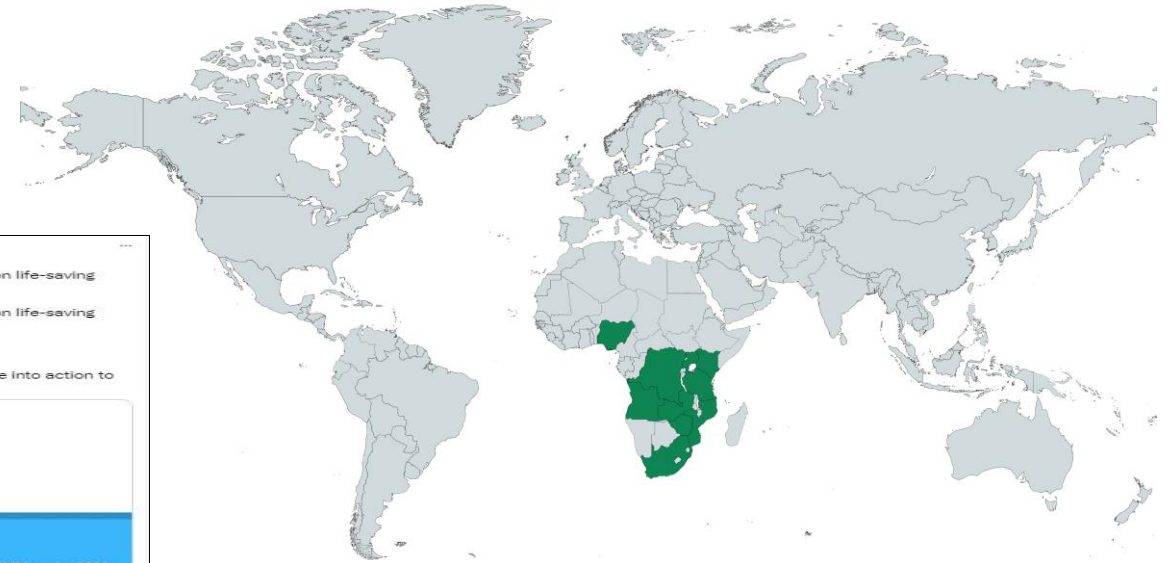 ...
n life-saving
n life-saving
e into action to